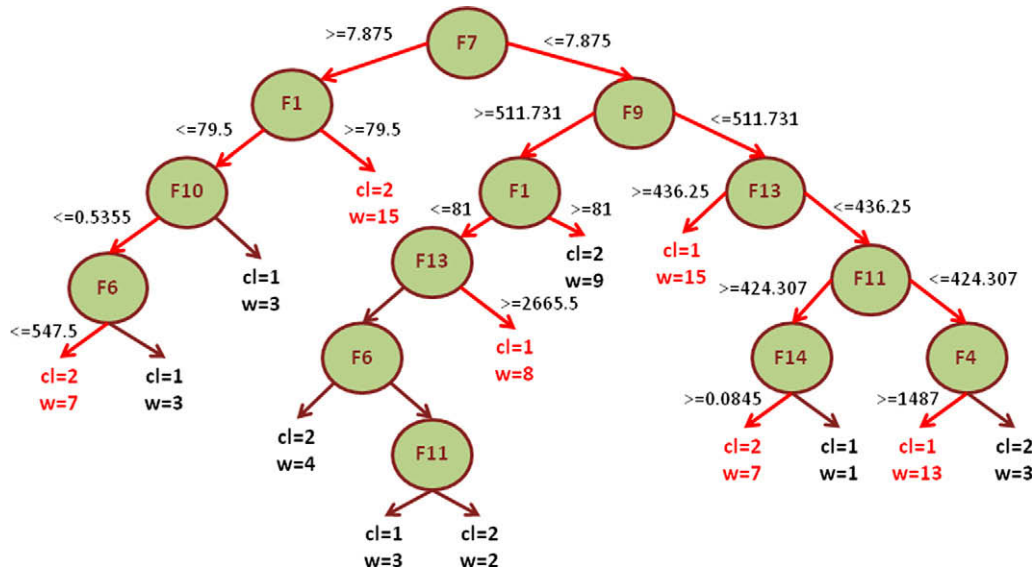 >=7.875
F7
<=7.875
F1
F9
<=79.5
>=79.5
>=511.731
<=511.731
F10
cl=2
w=15
F1
F13
<=0.5355
<=81
>=81
>=436.25
<=436.25
F6
cl=1
w=3
F13
cl=2
w=9
cl=1
w=15
F11
<=547.5
>=2665.5
>=424.307
<=424.307
cl=2
w=7
cl=1
w=3
F6
cl=1
w=8
F14
F4
>=0.0845
>=1487
cl=2
w=4
F11
cl=2
w=7
cl=1
w=1
cl=1
w=13
cl=2
w=3
cl=1
w=3
cl=2
w=2